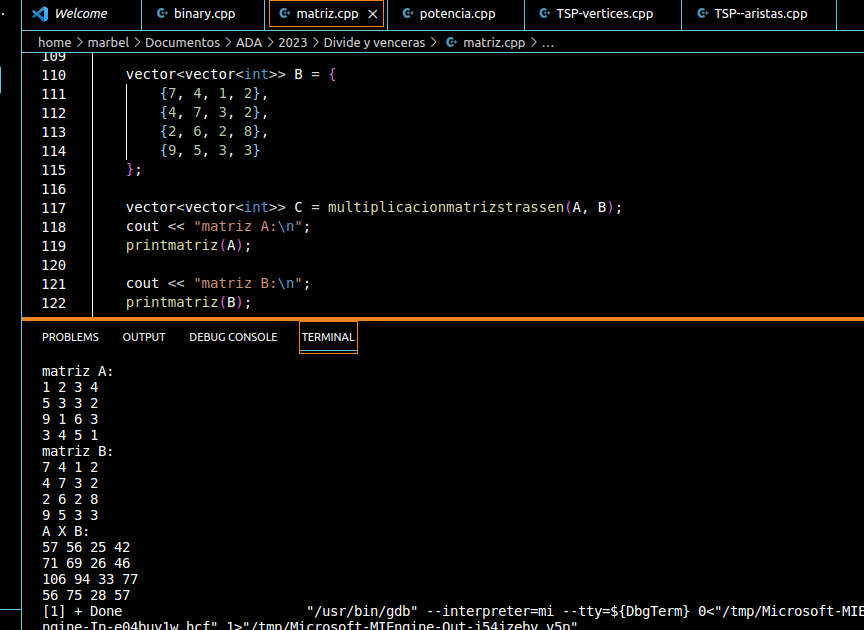 Welcome binary.cpp matriz.cpp potencia.cpp TSP-vertices.cpp TSP--aristas.cpp
home > marbel > Documentos > ADA > 2023 > Divide y venceras > matriz.cpp > ...
109
110 vector<vector<int>> B = {
111 {7, 4, 1, 2},
112 {4, 7, 3, 2},
113 {2, 6, 2, 8},
114 {9, 5, 3, 3}
115 };
116
117 vector<vector<int>> C = multiplicacionmatrizstrassen(A, B);
118 cout << "matriz A:\n";
119 printmatriz(A);
120
121 cout << "matriz B:\n";
122 printmatriz(B);
PROBLEMS OUTPUT DEBUG CONSOLE TERMINAL
matriz A:
1 2 3 4
5 3 3 2
9 1 6 3
3 4 5 1
matriz B:
7 4 1 2
4 7 3 2
2 6 2 8
9 5 3 3
A X B:
57 56 25 42
71 69 26 46
106 94 33 77
56 75 28 57
[1] + Done "/usr/bin/gdb" --interpreter=mi --tty=${DbgTerm} 0<"/tmp/Microsoft-MIE
ngine-In-e04buv1w.hcf" 1>"/tmp/Microsoft-MIEngine-Out-i54jzeby.y5p"